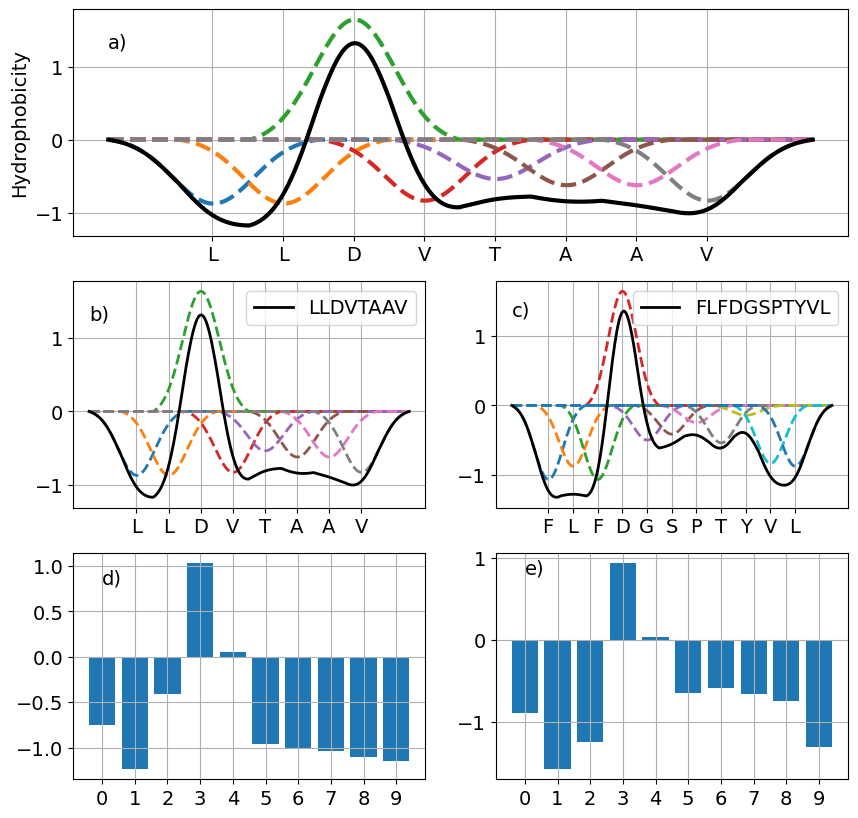 a)
Hydrophobicity
1
0
−1
L L D V T A A V
b)
LLDVTAAV
1
0
−1
L L D V T A A V
c)
FLFDGSPTYVL
1
0
−1
F L F D G S P T Y V L
d)
1.0
0.5
0.0
−0.5
−1.0
0 1 2 3 4 5 6 7 8 9
e)
1
0
−1
0 1 2 3 4 5 6 7 8 9